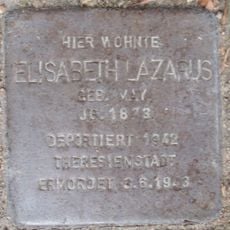 HIER WOHNTE
ELISABETH LAZARUS
GEB. MAY
JG. 1873
DEPORTIERT 1942
THERESIENSTADT
ERMORDET 3.6.1943